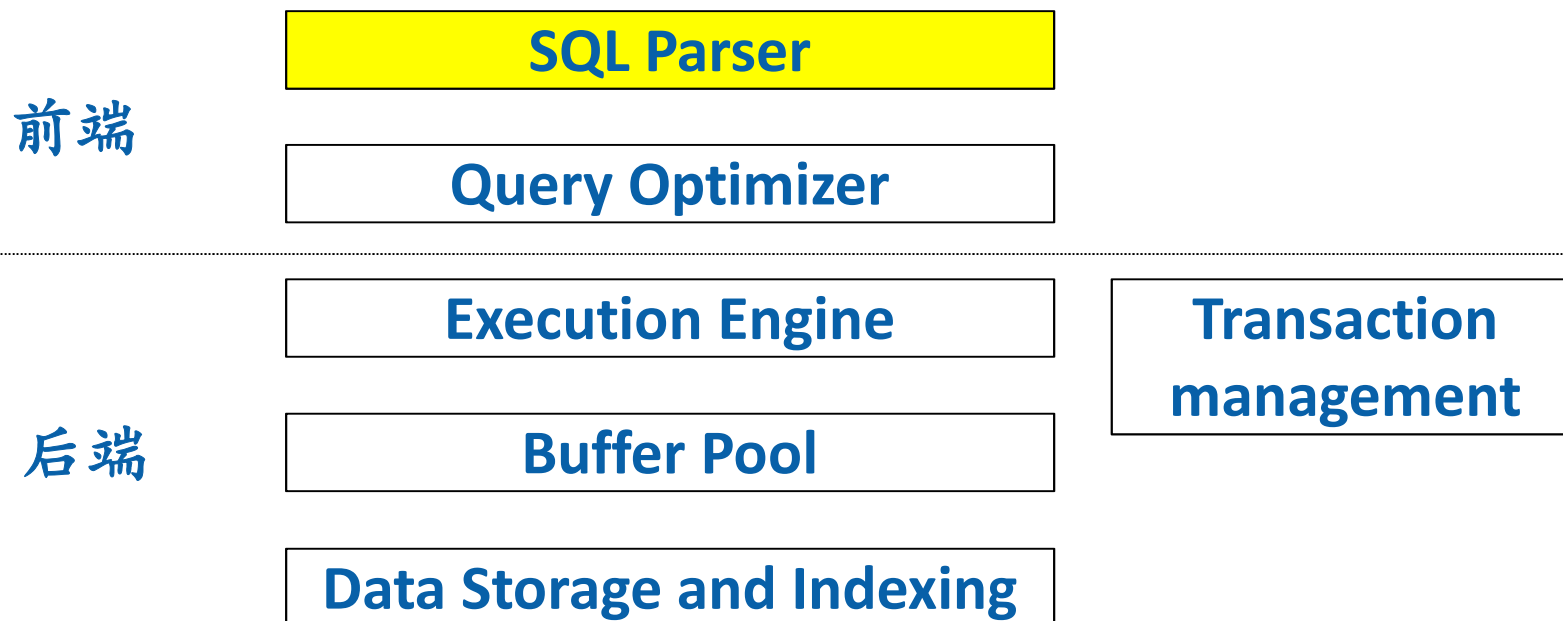 SQL Parser
前端
Query Optimizer
Execution Engine
Transaction
management
后端
Buffer Pool
Data Storage and Indexing